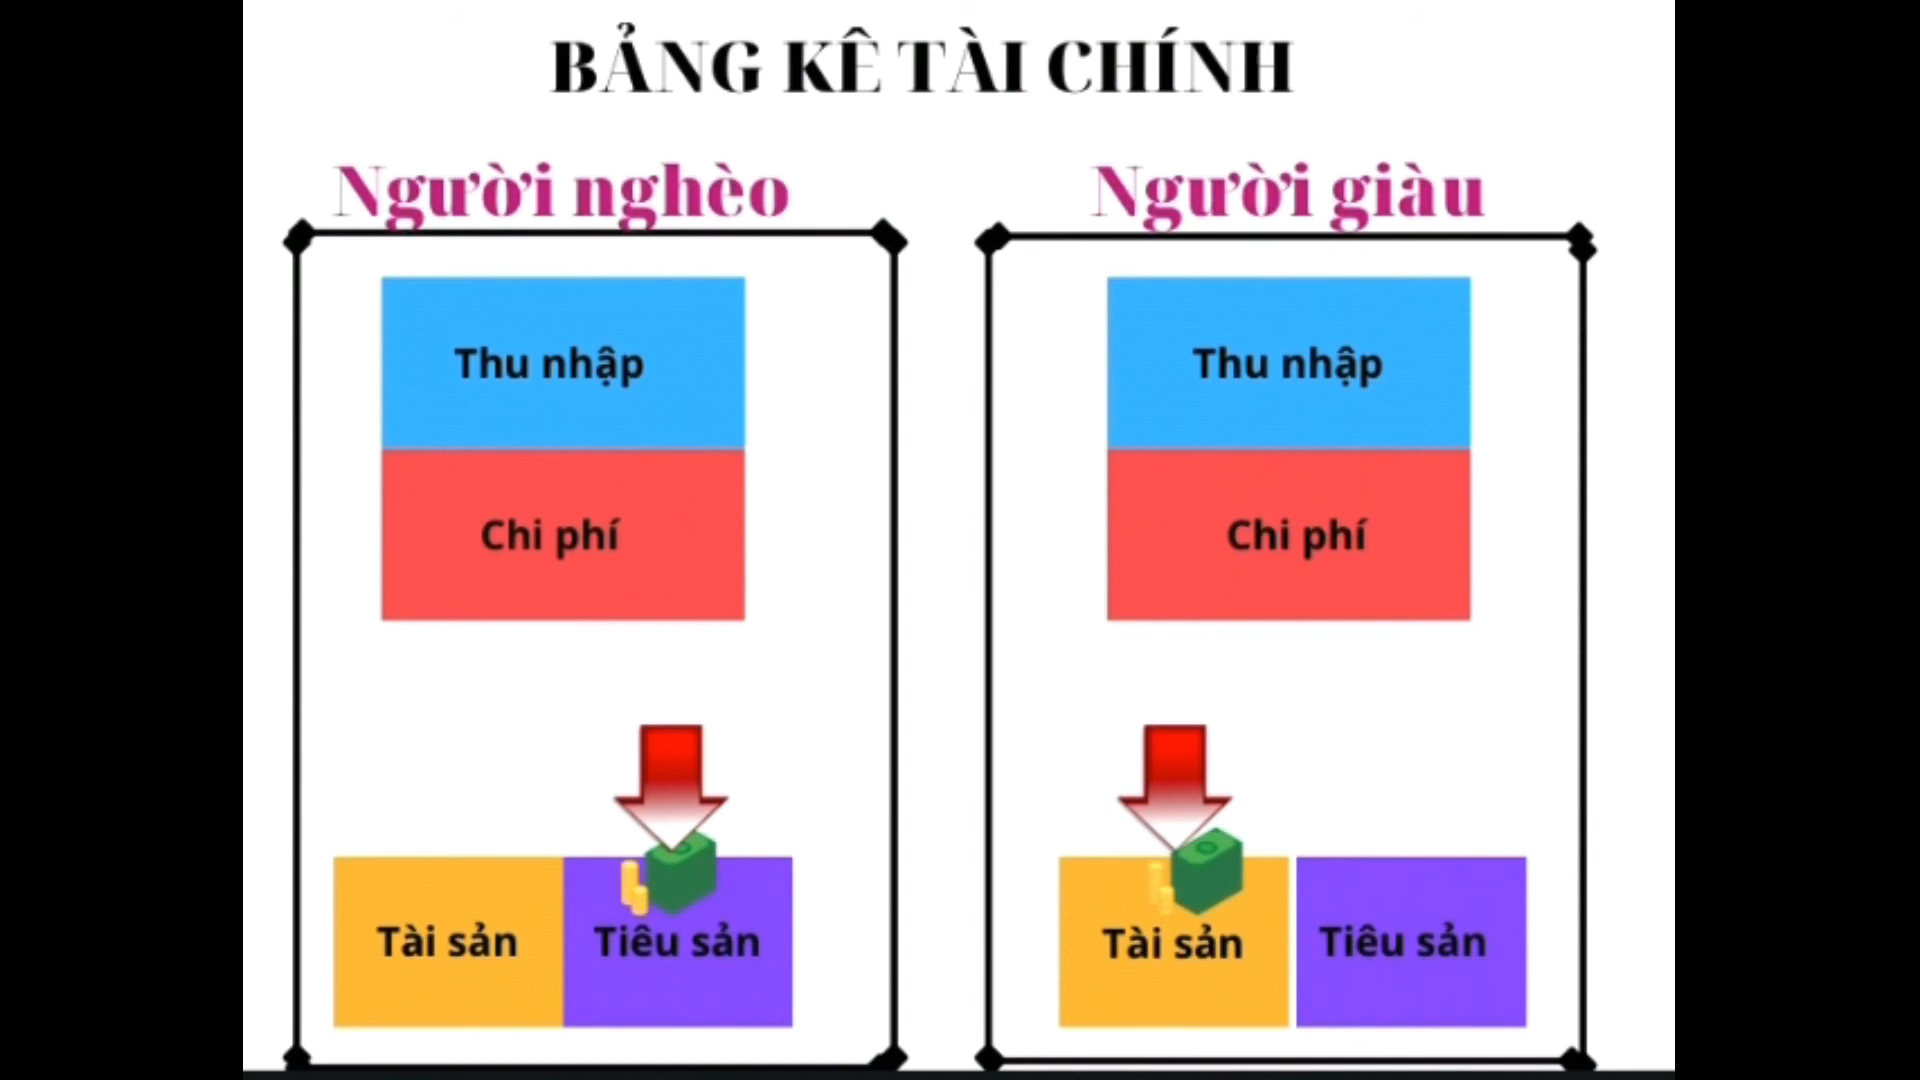 BẢNG KÊ TÀI CHÍNH
Người nghèo
Thu nhập
Chi phí
Tài sản
Tiêu sản
Người giàu
Thu nhập
Chi phí
Tài sản
Tiêu sản